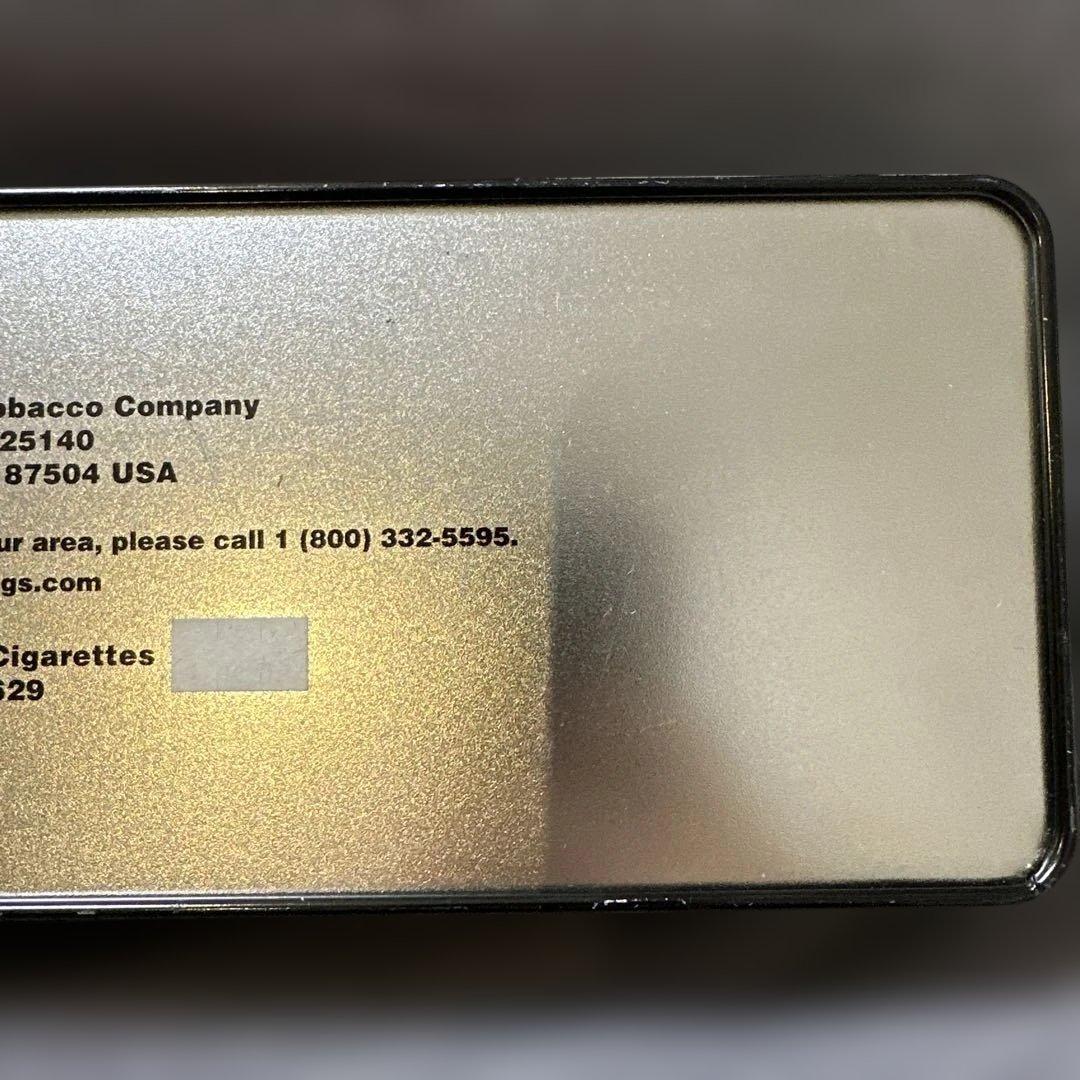 obacco Company
25140
87504 USA
ur area, please call 1 (800) 332-5595.
gs.com
Cigarettes
629